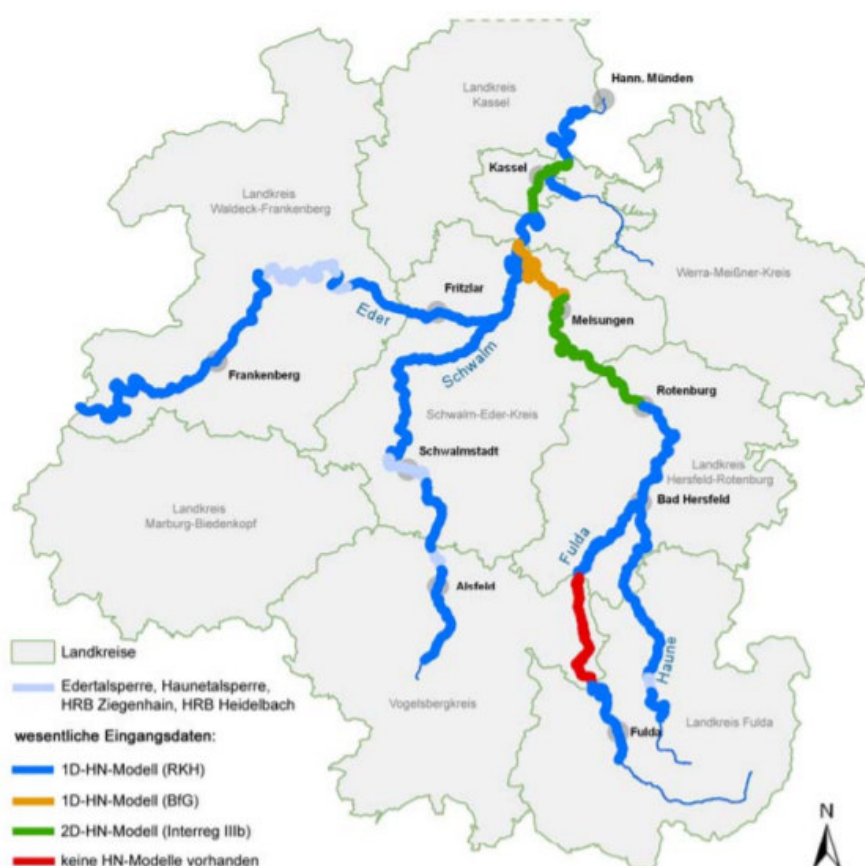 Hann. Münden
Landkreis
Kassel
Kassel
Landkreis
Waldeck-Frankenberg
Werra-Meißner-Kreis
Fritzlar
Eder
Melsungen
Schwalm
Frankenberg
Rotenburg
Schwalm-Eder-Kreis
Schwalmstadt
Landkreis
Hersfeld-Rotenburg
Bad Hersfeld
Landkreis
Marburg-Biedenkopf
Fulda
Alsfeld
Haune
Landkreise
Edertalsperre, Haunetalsperre,
HRB Ziegenhain, HRB Heidelbach
Vogelsbergkreis
Landkreis Fulda
Fulda
wesentliche Eingangsdaten:
1D-HN-Modell (RKH)
1D-HN-Modell (BfG)
2D-HN-Modell (Interreg IIIb)
keine HN-Modelle vorhanden
N